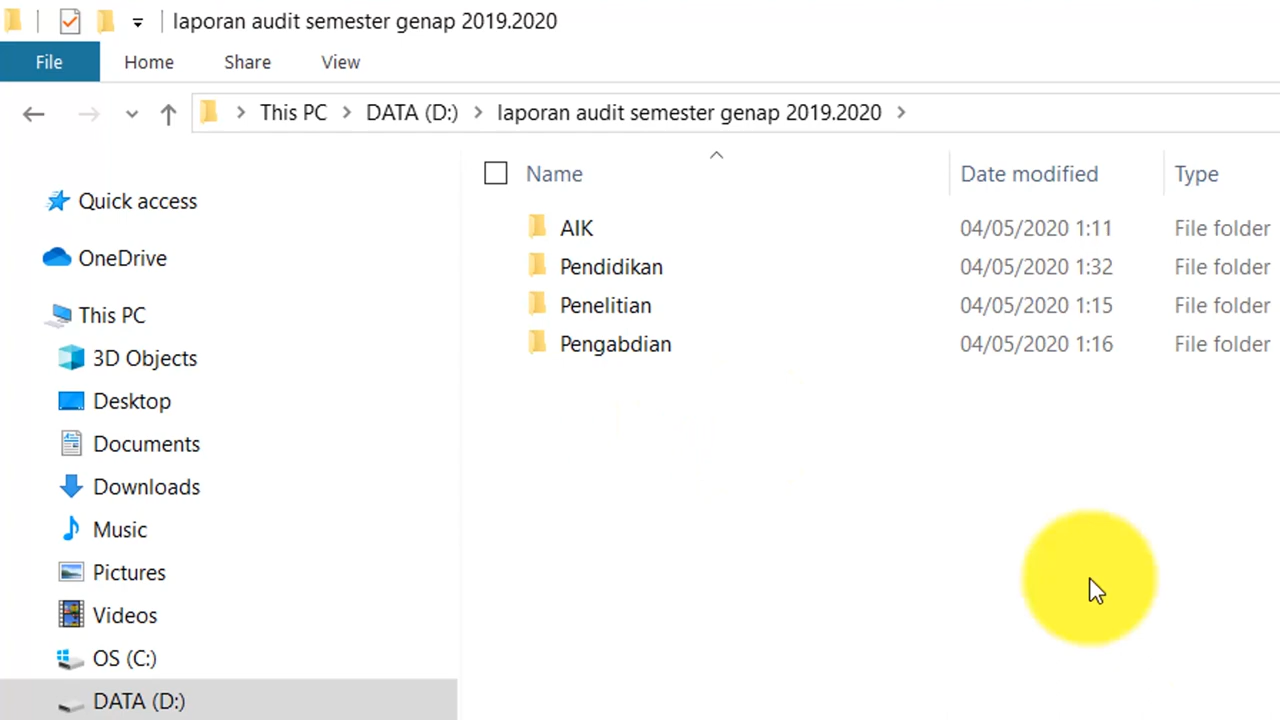 laporan audit semester genap 2019.2020
File Home Share View
This PC DATA (D:) laporan audit semester genap 2019.2020
Name Date modified Type
Quick access
OneDrive
This PC
3D Objects
Desktop
Documents
Downloads
Music
Pictures
Videos
OS (C:)
DATA (D:)
AIK 04/05/2020 1:11 File folder
Pendidikan 04/05/2020 1:32 File folder
Penelitian 04/05/2020 1:15 File folder
Pengabdian 04/05/2020 1:16 File folder